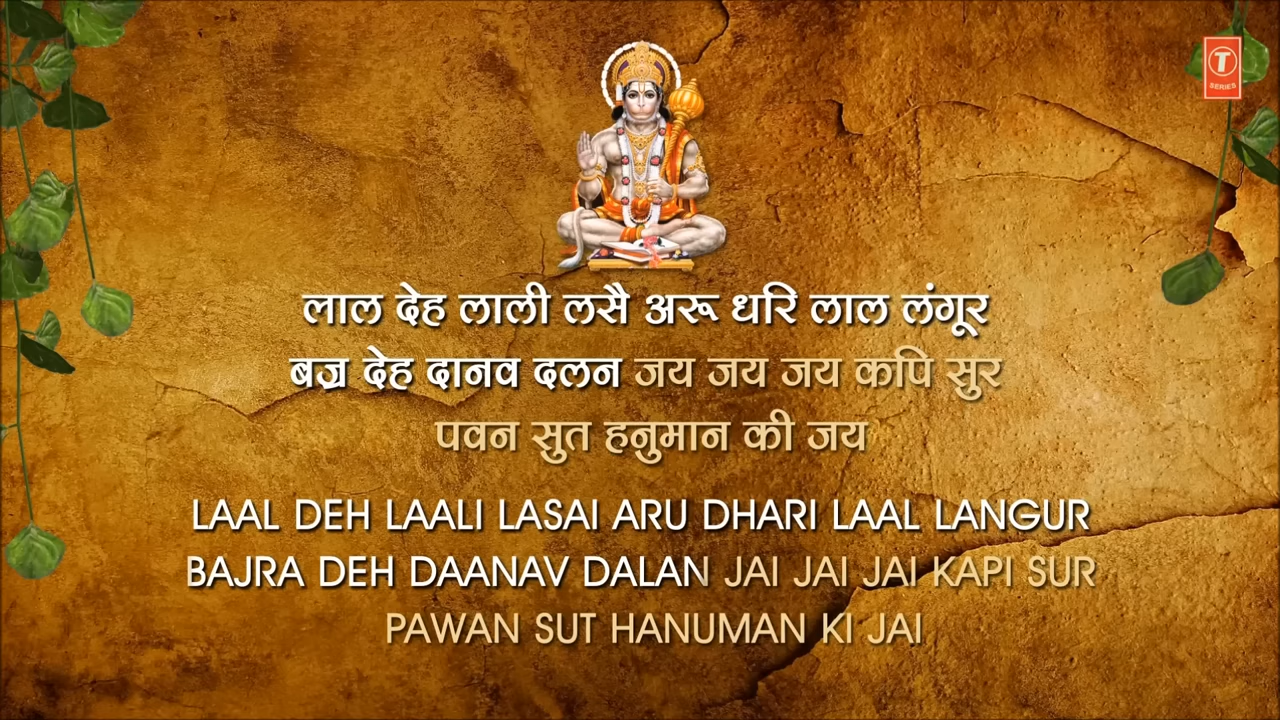 T
SERIES
लाल देह लाली लसै अरू धरि लाल लंगूर
बज्र देह दानव दलन जय जय जय कपि सुर
पवन सुत हनुमान की जय
LAAL DEH LAALI LASAI ARU DHARI LAAL LANGUR
BAJRA DEH DAANAV DALAN JAI JAI JAI KAPI SUR
PAWAN SUT HANUMAN KI JAI